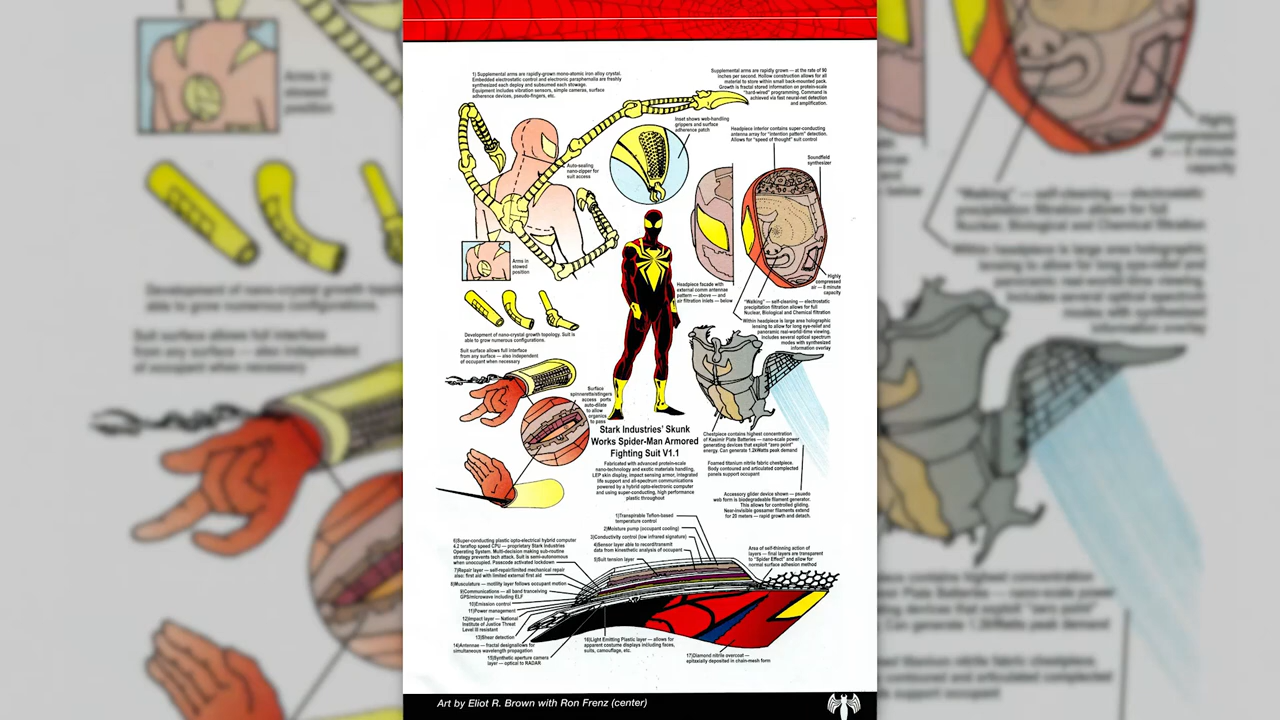 1) Supplemental arms are rapidly-grown mono-atomic iron alloy crystal.
Embedded electrostatic control and electronic paraphernalia are freshly
synthesized each deploy and subsumed each stowage.
Equipment includes vibration sensors, simple cameras, surface
adherence devices, pseudo-fingers, etc.
Supplemental arms are rapidly grown — at the rate of 90
inches per second. Hollow construction allows for all
material to store within small back-mounted pack.
Growth is fractal stored information on protein-scale
"hard-wired" programming. Command is
achieved via fast neural-net detection
and amplification.
Inset shows web-handling
grippers and surface
adherence patch
Headpiece interior contains super-conducting
antenna array for "intention pattern" detection.
Allows for "speed of thought" suit control
Soundfield
synthesizer
Auto-sealing
nano-zipper for
suit access
Arms in
stowed
position
Headpiece facade with
external comm antennae
pattern — above — and
air filtration inlets — below
Highly
compressed
air — 8 minute
capacity
"Walking" — self-cleaning — electrostatic
precipitation filtration allows for full
Nuclear, Biological and Chemical filtration
Within headpiece is large area holographic
lensing to allow for long eye-relief and
panoramic real-world-time viewing.
Includes several optical spectrum
modes with synthesized
information overlay
Development of nano-crystal growth topology. Suit is
able to grow numerous configurations.
Suit surface allows full interface
from any surface — also independent
of occupant when necessary
Surface
spinnerets/stingers
access ports
auto-dilate
to allow
organics
to pass
Stark Industries' Skunk
Works Spider-Man Armored
Fighting Suit V1.1
Fabricated with advanced protein-scale
nano-technology and exotic materials handling,
LEP skin display, impact sensing armor, integrated
life support and all-spectrum communications
powered by a hybrid opto-electronic computer
and using super-conducting, high performance
plastic throughout
Chestpiece contains highest concentration
of Kasimir Plate Batteries — nano-scale power
generating devices that exploit "zero point"
energy. Can generate 1.2kWatts peak demand
Foamed titanium nitride fabric chestpiece.
Body contoured and articulated complected
panels support occupant
Accessory glider device shown — psuedo
web form is biodegradable filament generator.
This allows for controlled gliding.
Near-invisible gossamer filaments extend
for 20 meters — rapid growth and detach.
1)Transpirable Teflon-based
temperature control
2)Moisture pump (occupant cooling)
3)Conductivity control (low infrared signature)
4)Sensor layer able to record/transmit
data from kinesthetic analysis of occupant
5)Suit tension layer
6)Super-conducting plastic opto-electrical hybrid computer
4.2 teraflop speed CPU — proprietary Stark Industries
Operating System. Multi-decision making sub-routine
strategy prevents tech attack. Suit is semi-autonomous
when unoccupied. Passcode activated lockdown
7)Repair layer — self-repair/limited mechanical repair
also: first aid with limited external first aid
8)Musculature — motility layer follows occupant motion
9)Communications — all band tranceiving
GPS/microwave including ELF
10)Emission control
11)Power management
12)Impact layer — National
Institute of Justice Threat
Level III resistant
13)Shear detection
14)Antennae — fractal design/allows for
simultaneous wavelength propagation
15)Synthetic aperture camera
layer — optical to RADAR
16)Light Emitting Plastic layer — allows for
apparent costume displays including faces,
suits, camouflage, etc.
17)Diamond nitrile overcoat —
epitaxially deposited in chain-mesh form
Area of self-thinning action of
layers — final layers are transparent
to "Spider Effect" and allow for
normal surface adhesion method
Art by Eliot R. Brown with Ron Frenz (center)